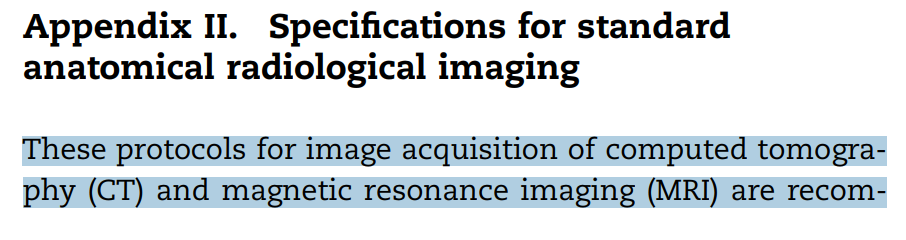 Appendix II. Specifications for standard
anatomical radiological imaging
These protocols for image acquisition of computed tomogra-
phy (CT) and magnetic resonance imaging (MRI) are recom-